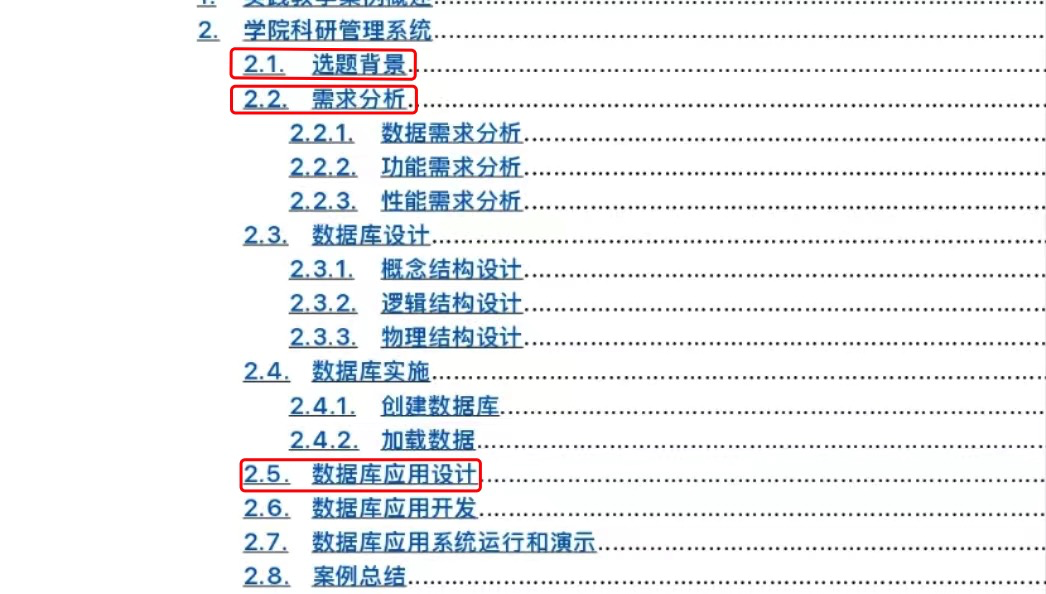 2. 学院科研管理系统
2.1. 选题背景
2.2. 需求分析
2.2.1. 数据需求分析
2.2.2. 功能需求分析
2.2.3. 性能需求分析
2.3. 数据库设计
2.3.1. 概念结构设计
2.3.2. 逻辑结构设计
2.3.3. 物理结构设计
2.4. 数据库实施
2.4.1. 创建数据库
2.4.2. 加载数据
2.5. 数据库应用设计
2.6. 数据库应用开发
2.7. 数据库应用系统运行和演示
2.8. 案例总结